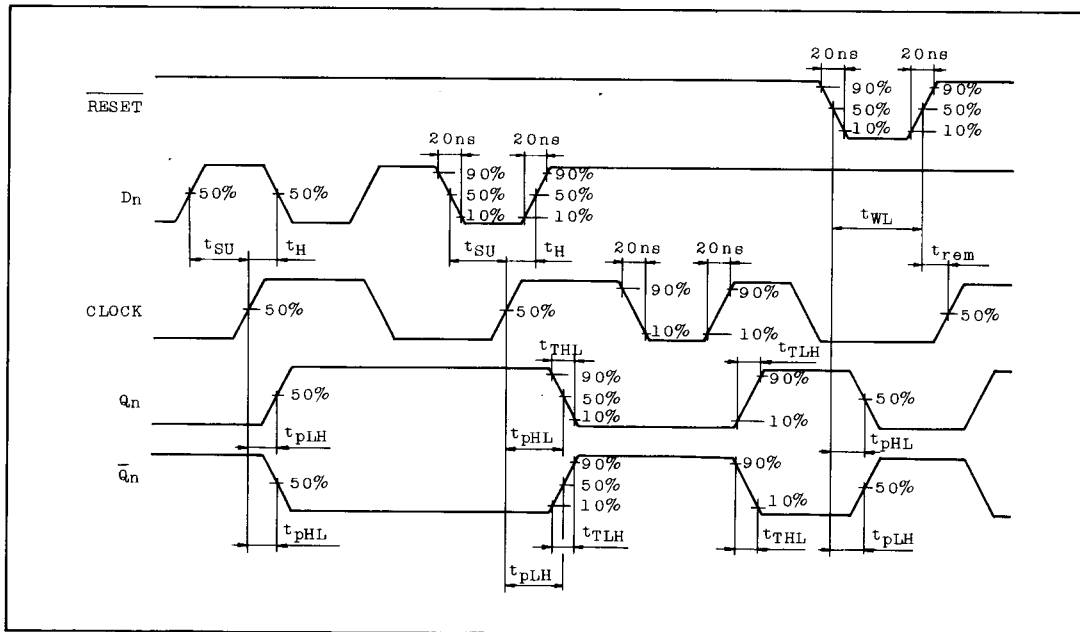 20ns 20ns
RESET
90% 90%
50% 50%
10% 10%
20ns 20ns
Dn
50% 50%
90% 90%
50% 50%
10% 10%
tSU tH
tSU tH
tWL
trem
20ns 20ns
CLOCK
50%
50%
90% 90%
10% 10%
50%
tTHL
tTLH
Qn
50%
90%
50%
10%
90%
10%
50%
tpLH
tpHL
tpHL
Q̅n
50%
90%
50%
10%
90%
10%
50%
tpHL
tTLH
tTHL
tpLH
tpLH